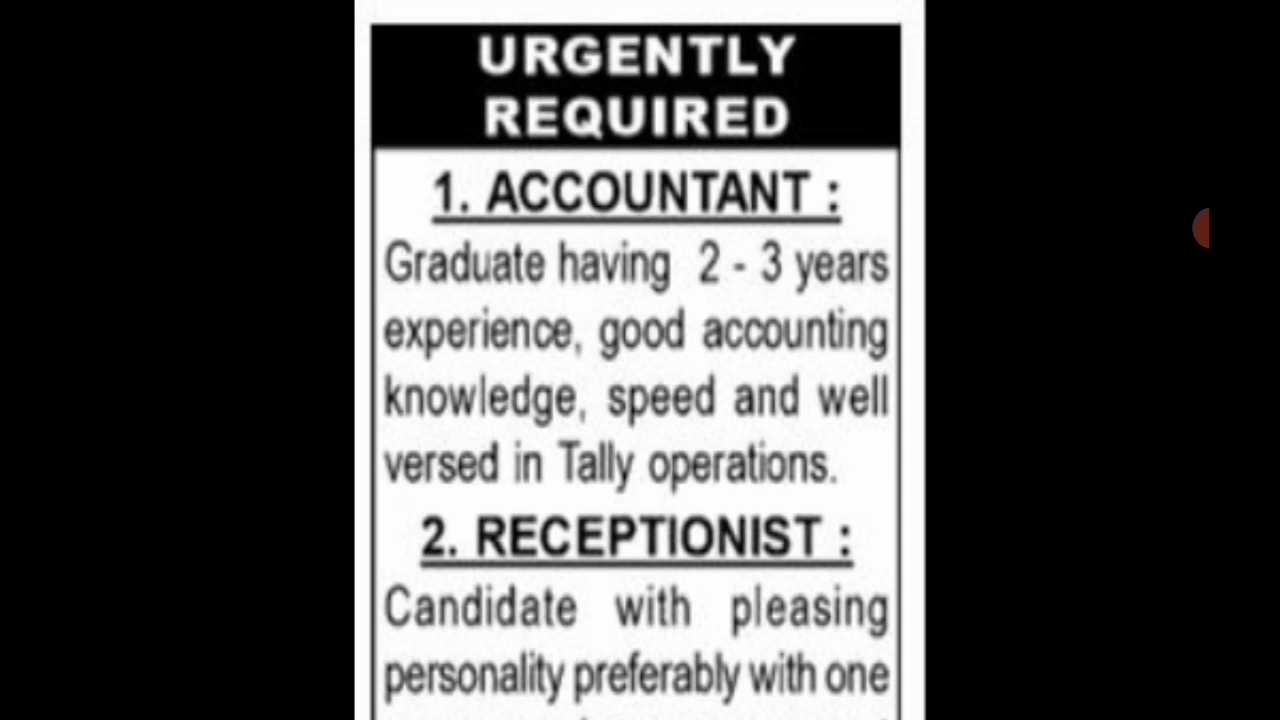 URGENTLY
REQUIRED
1. ACCOUNTANT :
Graduate having 2 - 3 years
experience, good accounting
knowledge, speed and well
versed in Tally operations.
2. RECEPTIONIST :
Candidate with pleasing
personality preferably with one